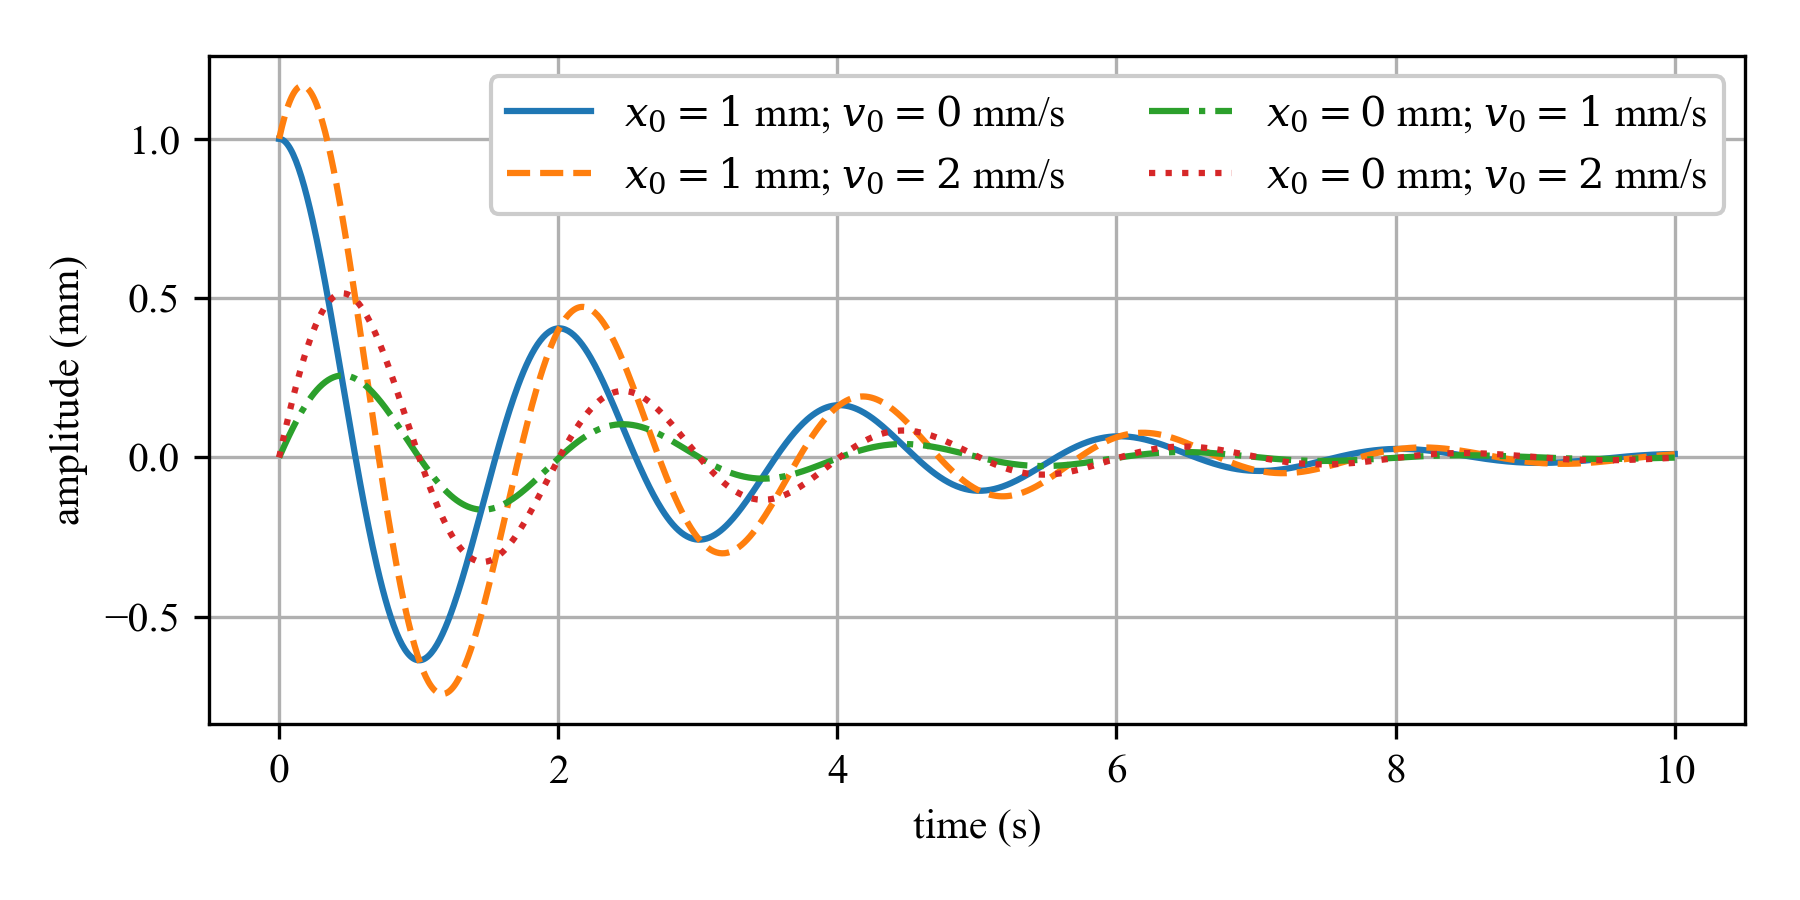 x₀ = 1 mm; v₀ = 0 mm/s
x₀ = 1 mm; v₀ = 2 mm/s
x₀ = 0 mm; v₀ = 1 mm/s
x₀ = 0 mm; v₀ = 2 mm/s
amplitude (mm)
1.0
0.5
0.0
−0.5
0 2 4 6 8 10
time (s)